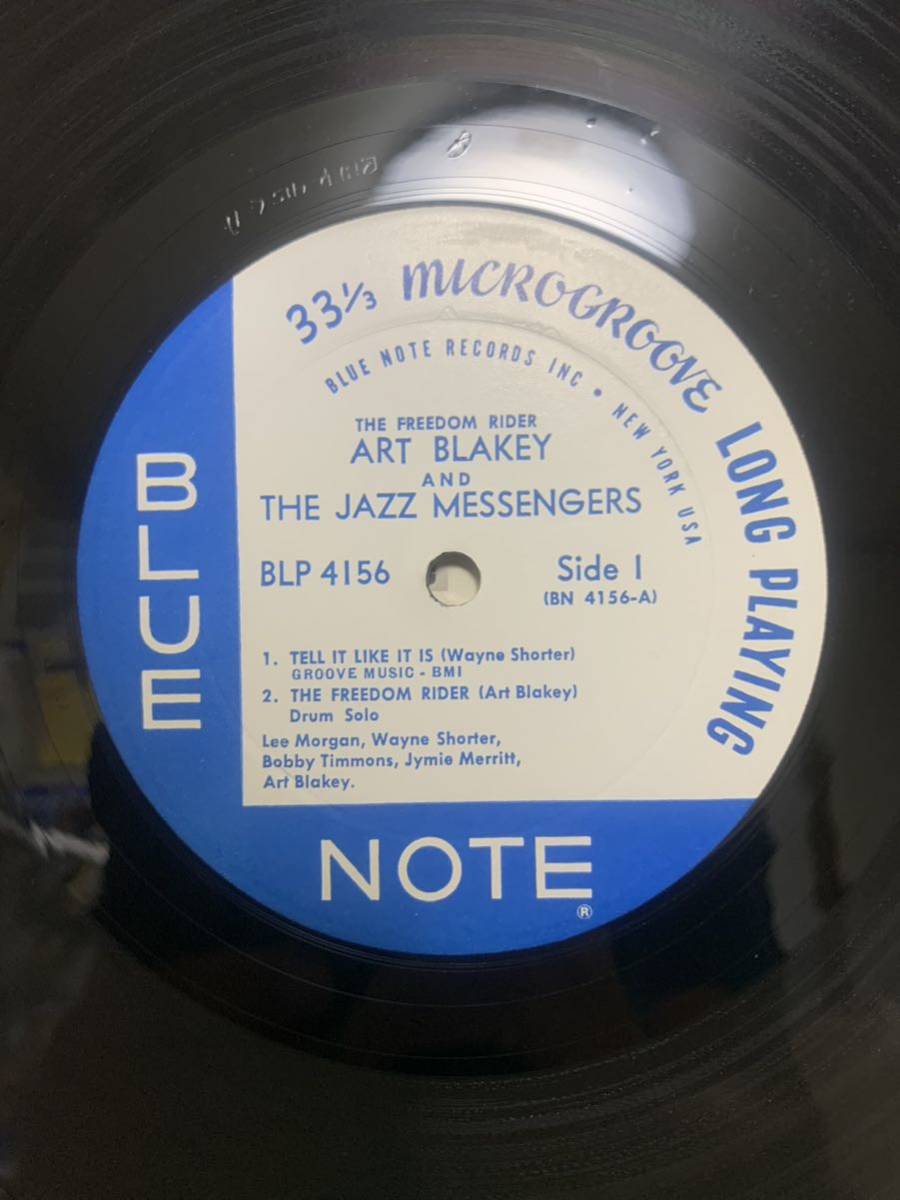 33⅓ MICROGROOVE LONG PLAYING
BLUE NOTE RECORDS INC • NEW YORK USA
THE FREEDOM RIDER
ART BLAKEY
AND
THE JAZZ MESSENGERS
BLP 4156
Side 1
(BN 4156-A)
1. TELL IT LIKE IT IS (Wayne Shorter)
GROOVE MUSIC - BMI
2. THE FREEDOM RIDER (Art Blakey)
Drum Solo
Lee Morgan, Wayne Shorter,
Bobby Timmons, Jymie Merritt,
Art Blakey.
BLUE
NOTE
®